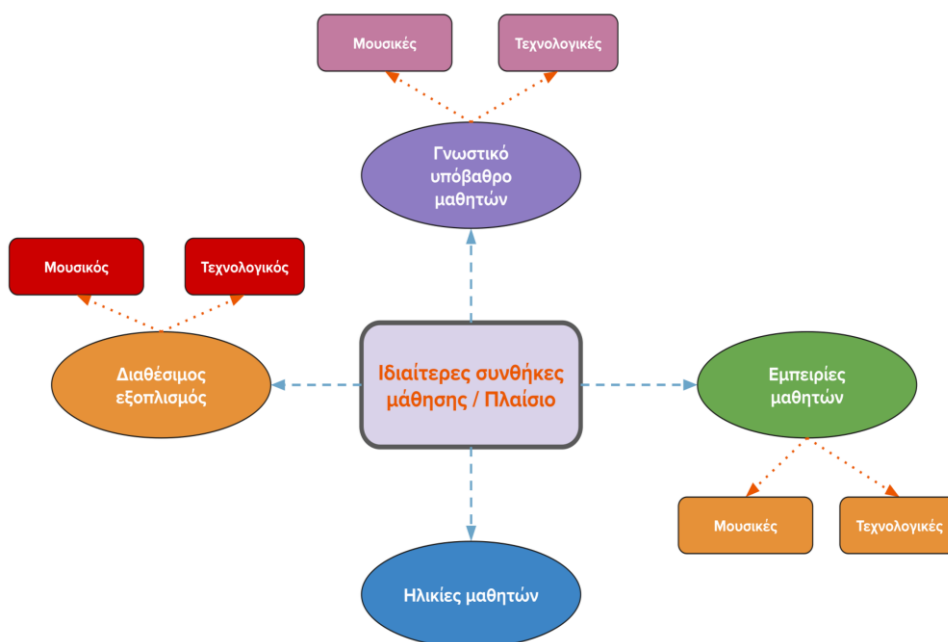 Μουσικές
Τεχνολογικές
Γνωστικό
υπόβαθρο
μαθητών
Μουσικός
Τεχνολογικός
Διαθέσιμος
εξοπλισμός
Ιδιαίτερες συνθήκες
μάθησης / Πλαίσιο
Εμπειρίες
μαθητών
Μουσικές
Τεχνολογικές
Ηλικίες μαθητών